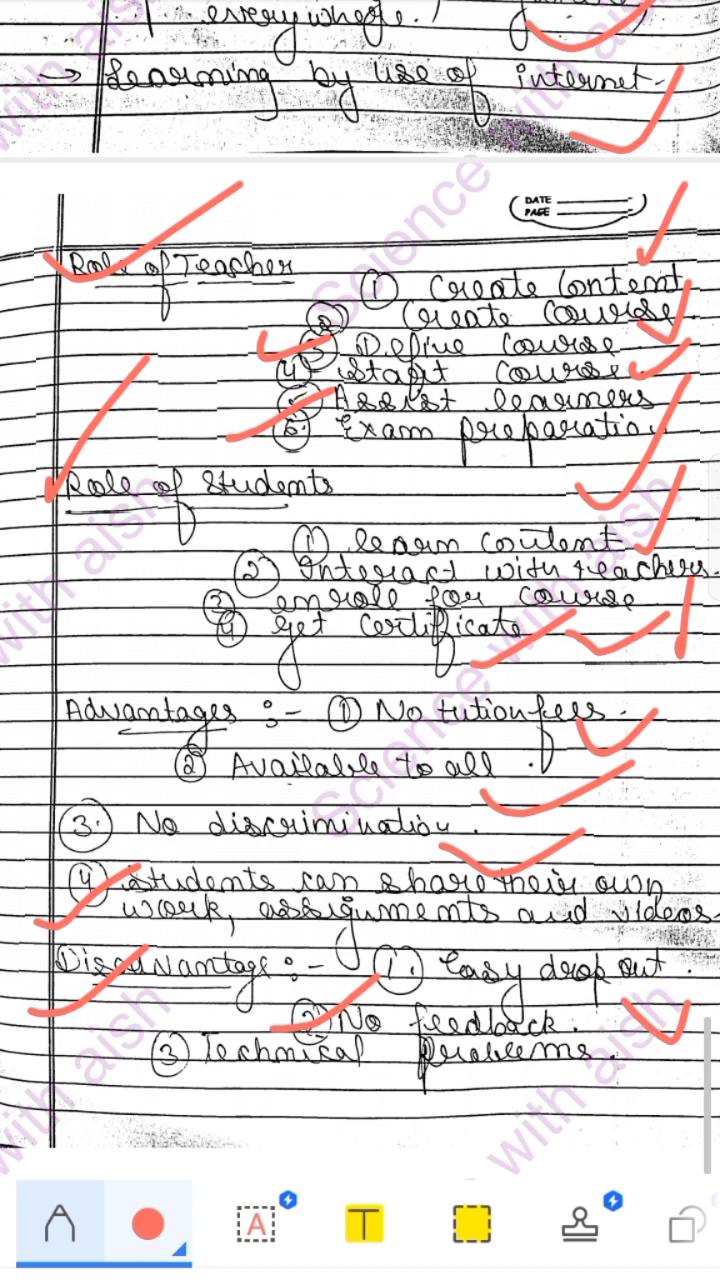 everywhere.
→ Learning by use of internet.
DATE
PAGE
Role of Teacher
① Create Content
② Create Course.
③ Define course
④ Start course
⑤ Assist learners
⑥ Exam preparation
Role of Students
① learn content
② Interact with teachers.
③ enrole for course
④ get certificate
Advantages :- ① No tution fees.
② Available to all.
③. No discrimination.
④ Students can share their own
work, assignments and videos.
Disadvantage :- ①. Easy drop out.
② No feedback.
③ Technical problems.
Science with aish
A
T